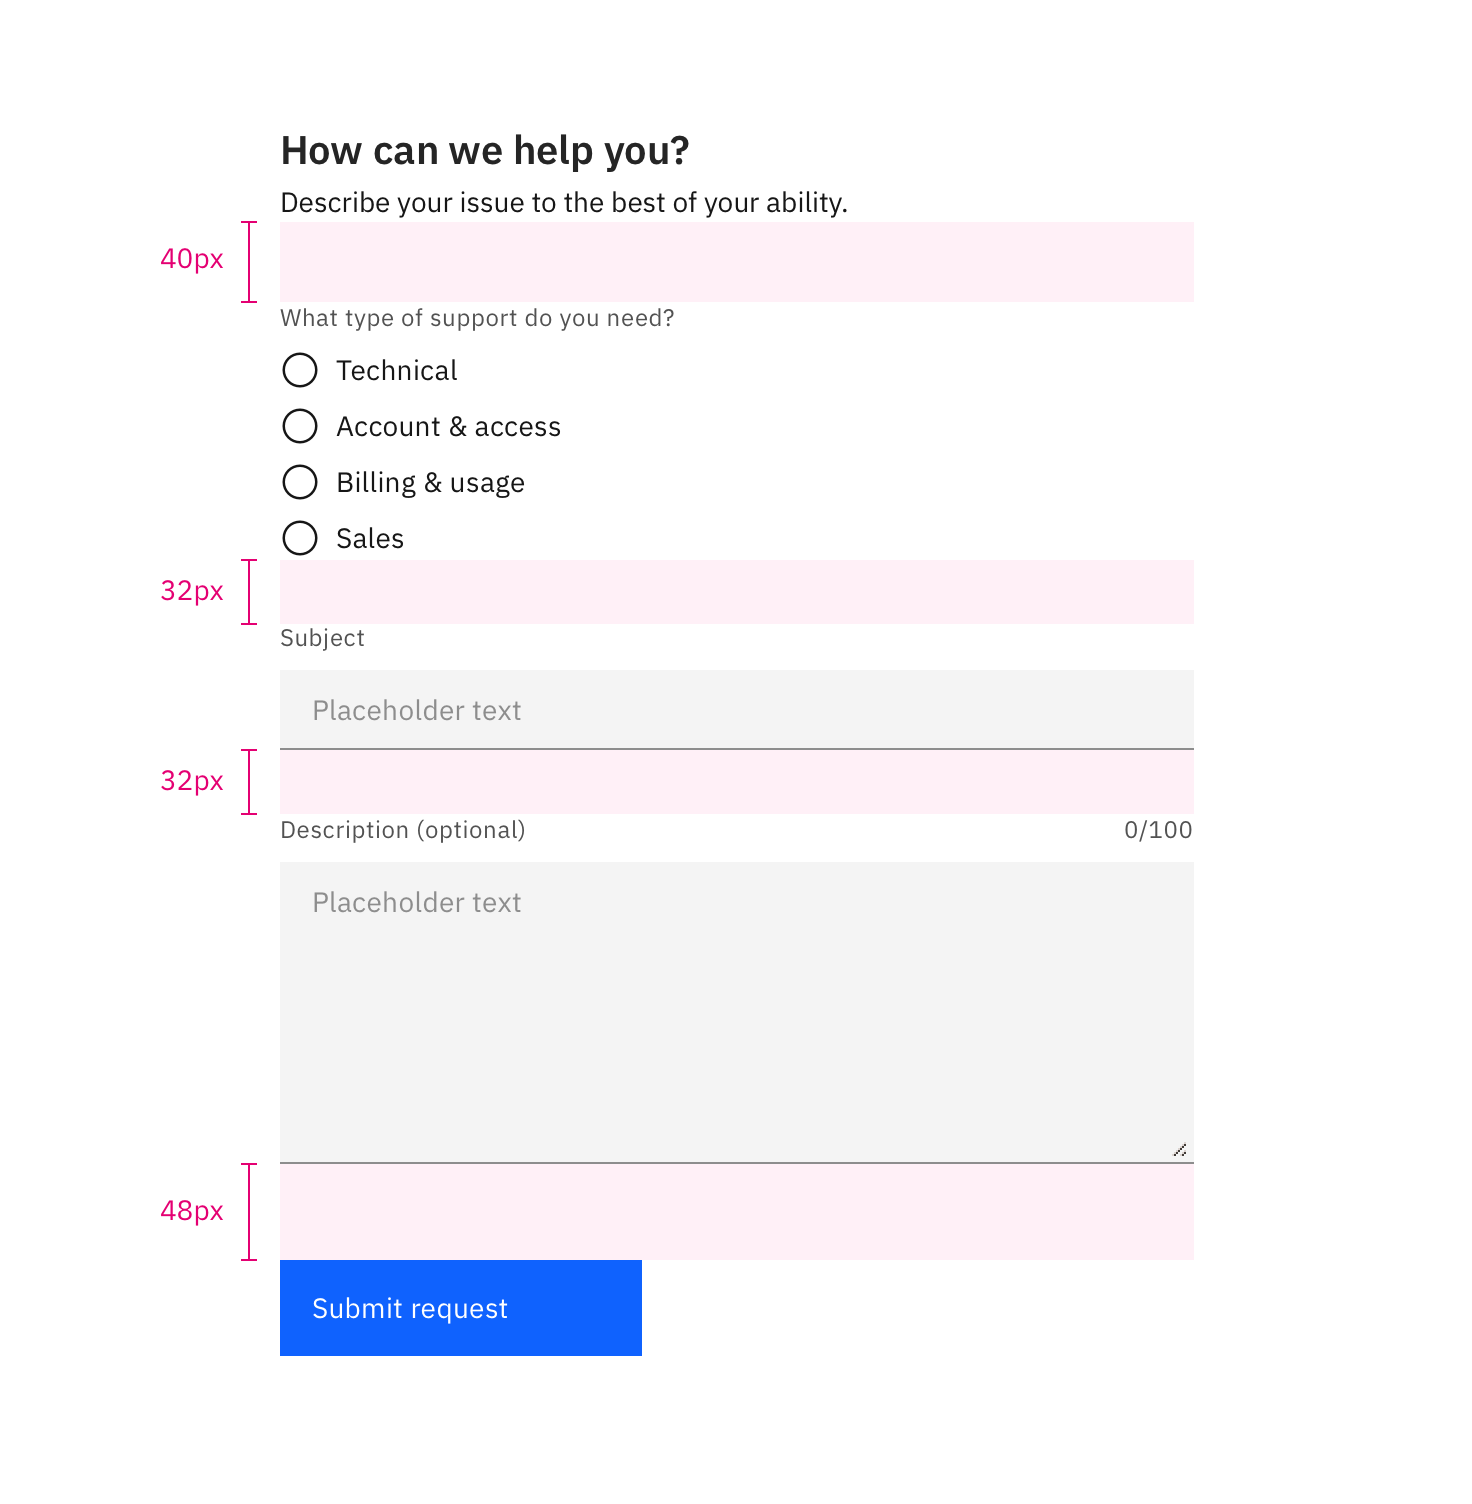 How can we help you?
Describe your issue to the best of your ability.
40px
What type of support do you need?
Technical
Account & access
Billing & usage
Sales
32px
Subject
Placeholder text
32px
Description (optional) 0/100
Placeholder text
48px
Submit request